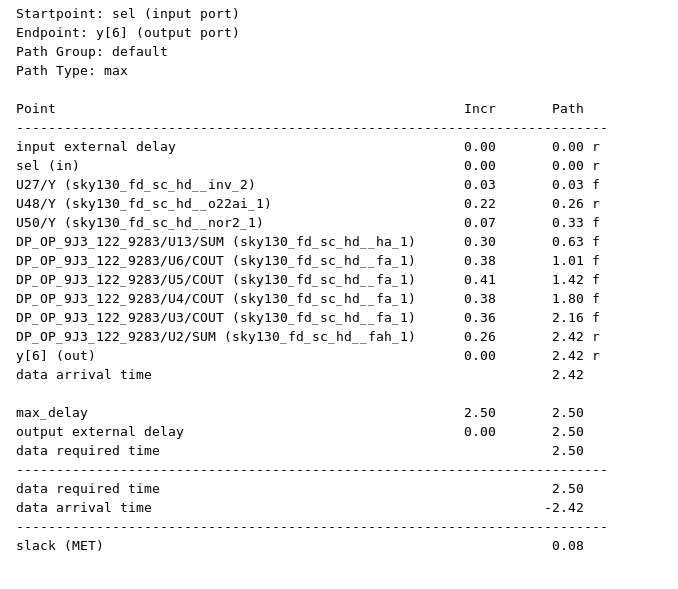 Startpoint: sel (input port)
Endpoint: y[6] (output port)
Path Group: default
Path Type: max

Point                                                   Incr       Path
--------------------------------------------------------------------------
input external delay                                    0.00       0.00 r
sel (in)                                                0.00       0.00 r
U27/Y (sky130_fd_sc_hd__inv_2)                          0.03       0.03 f
U48/Y (sky130_fd_sc_hd__o22ai_1)                        0.22       0.26 r
U50/Y (sky130_fd_sc_hd__nor2_1)                         0.07       0.33 f
DP_OP_9J3_122_9283/U13/SUM (sky130_fd_sc_hd__ha_1)      0.30       0.63 f
DP_OP_9J3_122_9283/U6/COUT (sky130_fd_sc_hd__fa_1)      0.38       1.01 f
DP_OP_9J3_122_9283/U5/COUT (sky130_fd_sc_hd__fa_1)      0.41       1.42 f
DP_OP_9J3_122_9283/U4/COUT (sky130_fd_sc_hd__fa_1)      0.38       1.80 f
DP_OP_9J3_122_9283/U3/COUT (sky130_fd_sc_hd__fa_1)      0.36       2.16 f
DP_OP_9J3_122_9283/U2/SUM (sky130_fd_sc_hd__fah_1)      0.26       2.42 r
y[6] (out)                                              0.00       2.42 r
data arrival time                                                  2.42

max_delay                                               2.50       2.50
output external delay                                   0.00       2.50
data required time                                                 2.50
--------------------------------------------------------------------------
data required time                                                 2.50
data arrival time                                                 -2.42
--------------------------------------------------------------------------
slack (MET)                                                        0.08